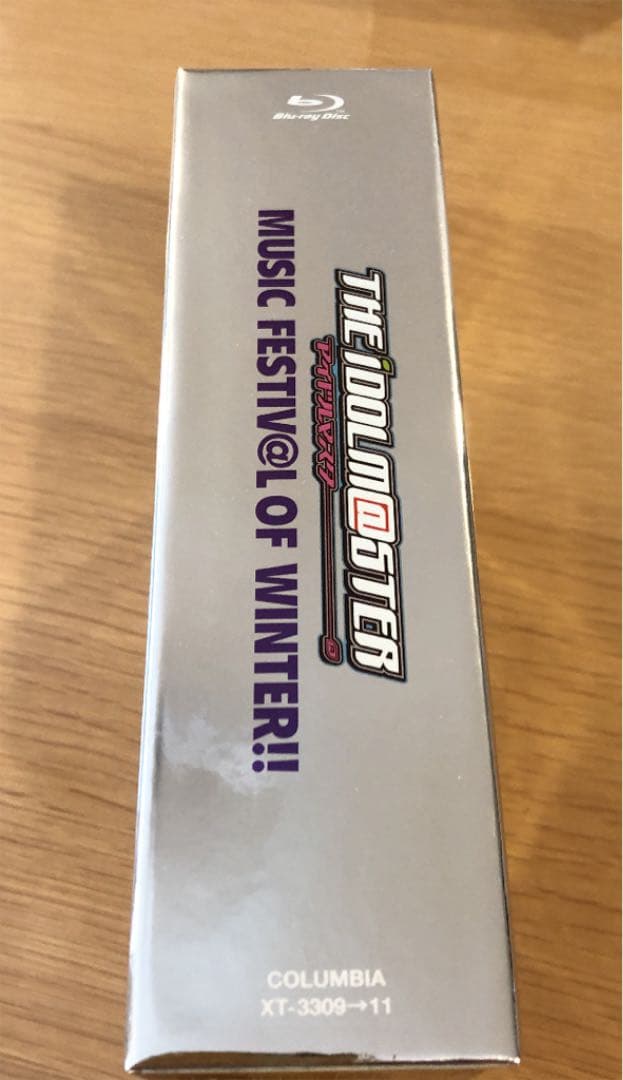 Blu-ray Disc
THE iDOLM@STER
アイドルマスター
MUSIC FESTIV@L OF WINTER!!
COLUMBIA
XT-3309→11